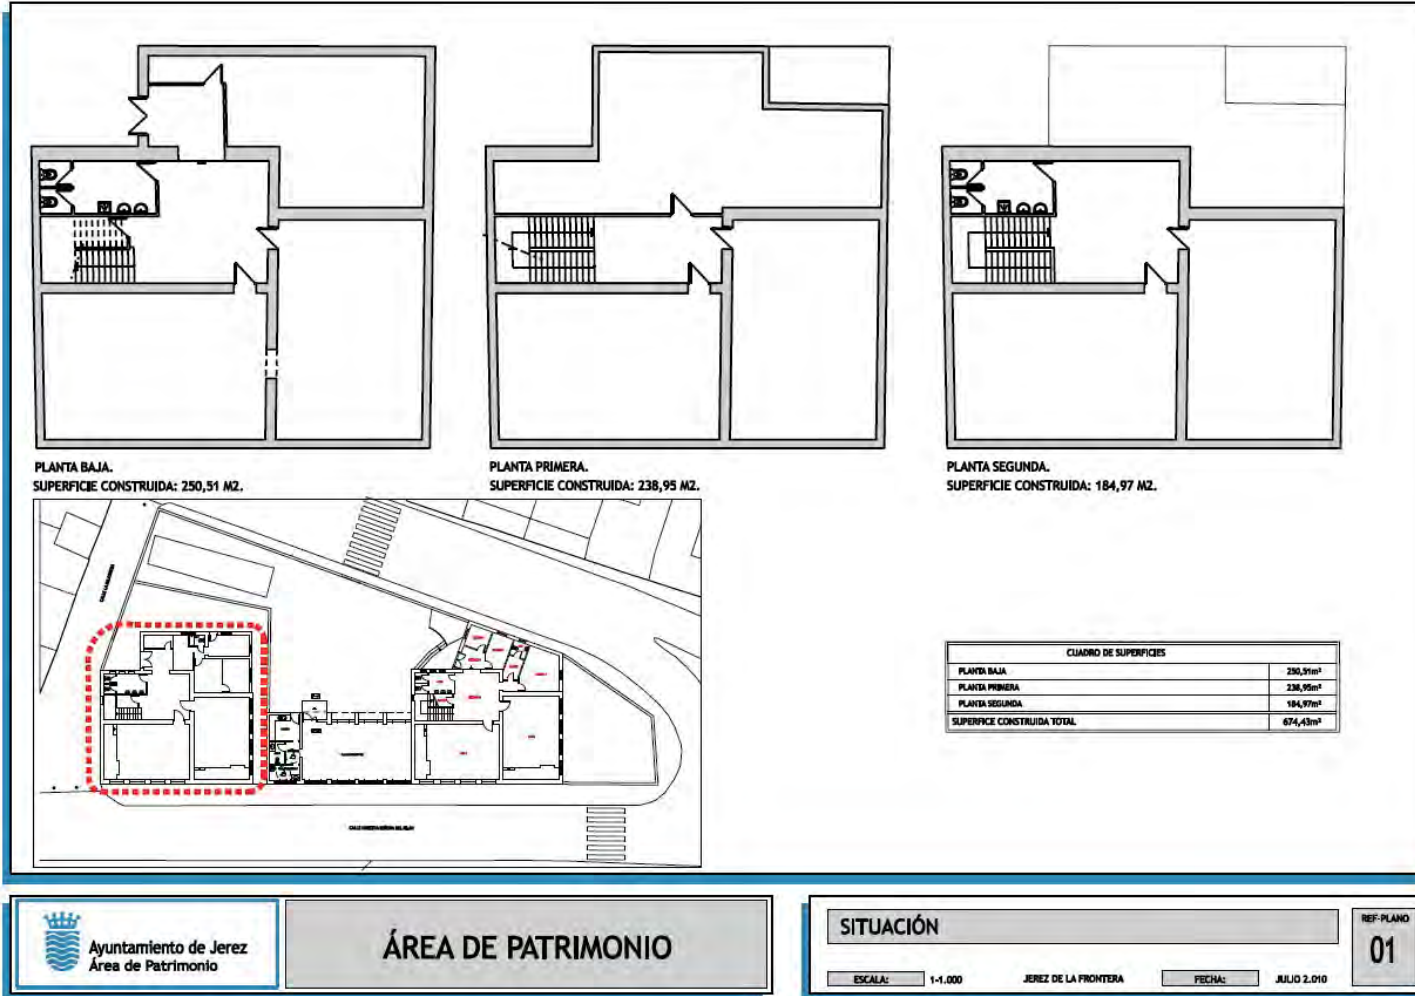 PLANTA BAJA.
SUPERFICIE CONSTRUIDA: 250,51 M2.
PLANTA PRIMERA.
SUPERFICIE CONSTRUIDA: 238,95 M2.
PLANTA SEGUNDA.
SUPERFICIE CONSTRUIDA: 184,97 M2.
CUADRO DE SUPERFICIES
PLANTA BAJA 250,51m²
PLANTA PRIMERA 238,95m²
PLANTA SEGUNDA 184,97m²
SUPERFICE CONSTRUIDA TOTAL 674,43m²
Ayuntamiento de Jerez
Área de Patrimonio
ÁREA DE PATRIMONIO
SITUACIÓN
REF-PLANO
01
ESCALA: 1-1.000 JEREZ DE LA FRONTERA FECHA: JULIO 2.010